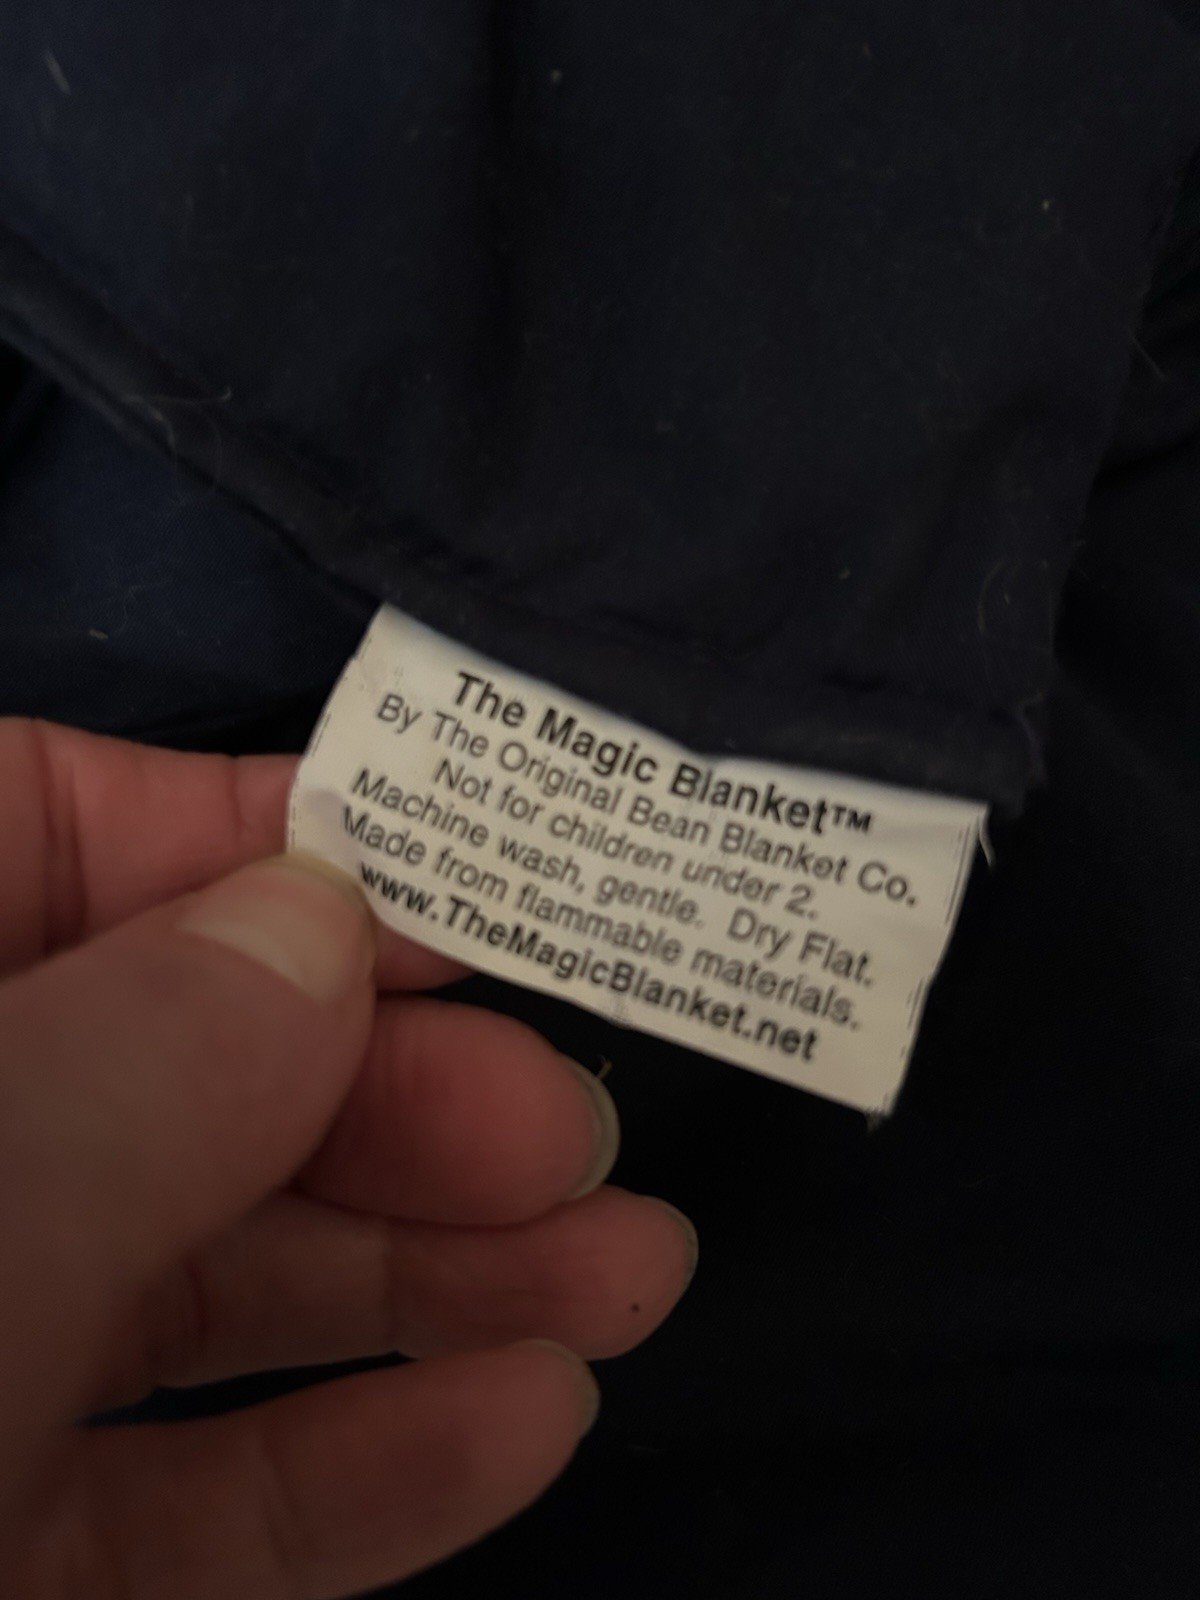 The Magic Blanket™
By The Original Bean Blanket Co.
Not for children under 2.
Machine wash, gentle. Dry Flat.
Made from flammable materials.
www.TheMagicBlanket.net